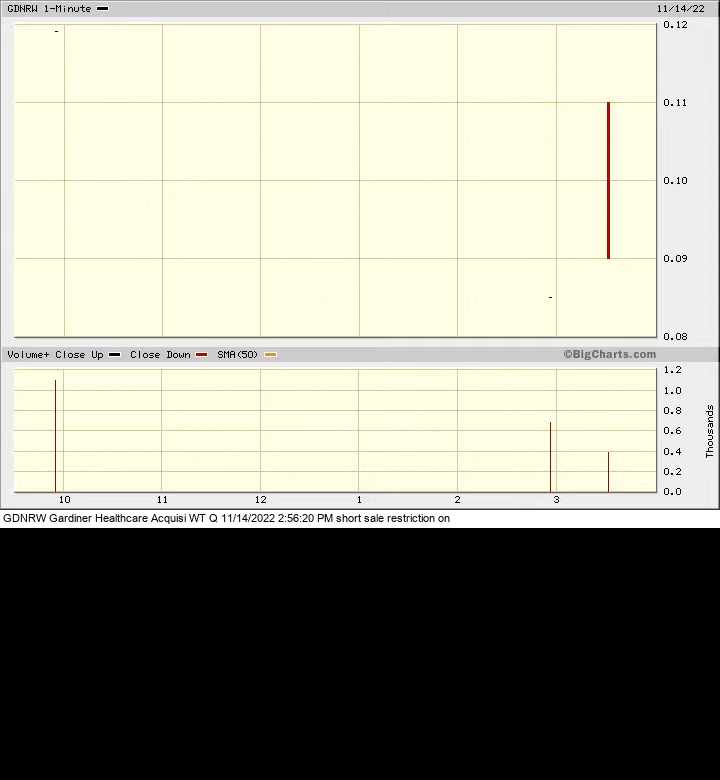 GDNRW 1-Minute 11/14/22
0.12
0.11
0.10
0.09
0.08
Volume+ Close Up Close Down SMA(50) ©BigCharts.com
1.2
1.0
0.8
0.6
0.4
0.2
0.0
Thousands
10 11 12 1 2 3
GDNRW Gardiner Healthcare Acquisi WT Q 11/14/2022 2:56:20 PM short sale restriction on